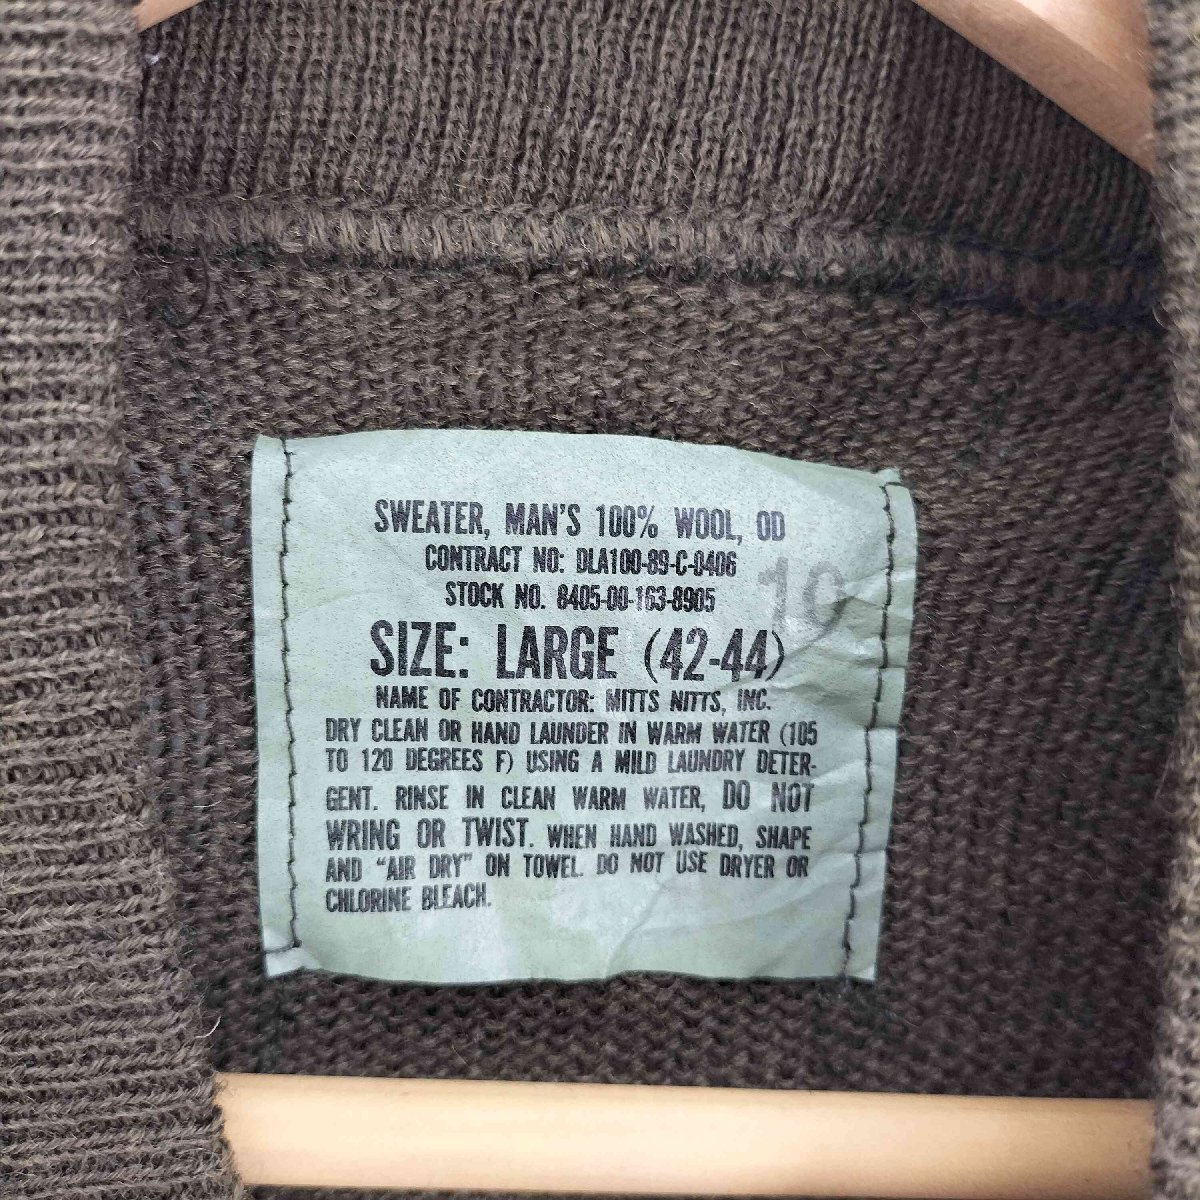 SWEATER, MAN'S 100% WOOL, OD
CONTRACT NO: DLA100-89-C-0406
STOCK NO. 8405-00-163-8905
10
SIZE: LARGE (42-44)
NAME OF CONTRACTOR: MITTS NITTS, INC.
DRY CLEAN OR HAND LAUNDER IN WARM WATER (105
TO 120 DEGREES F) USING A MILD LAUNDRY DETER-
GENT. RINSE IN CLEAN WARM WATER, DO NOT
WRING OR TWIST. WHEN HAND WASHED, SHAPE
AND "AIR DRY" ON TOWEL. DO NOT USE DRYER OR
CHLORINE BLEACH.